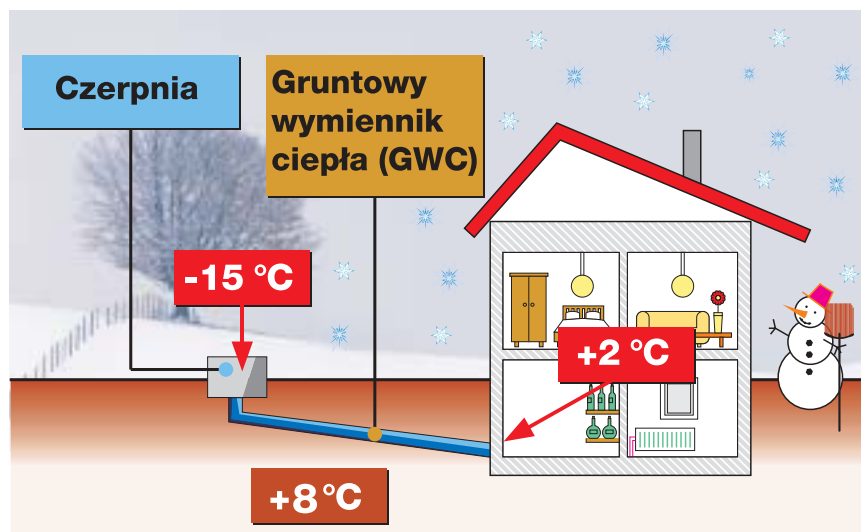 Czerpnia
Gruntowy
wymiennik
ciepła (GWC)
-15 °C
+2 °C
+8 °C